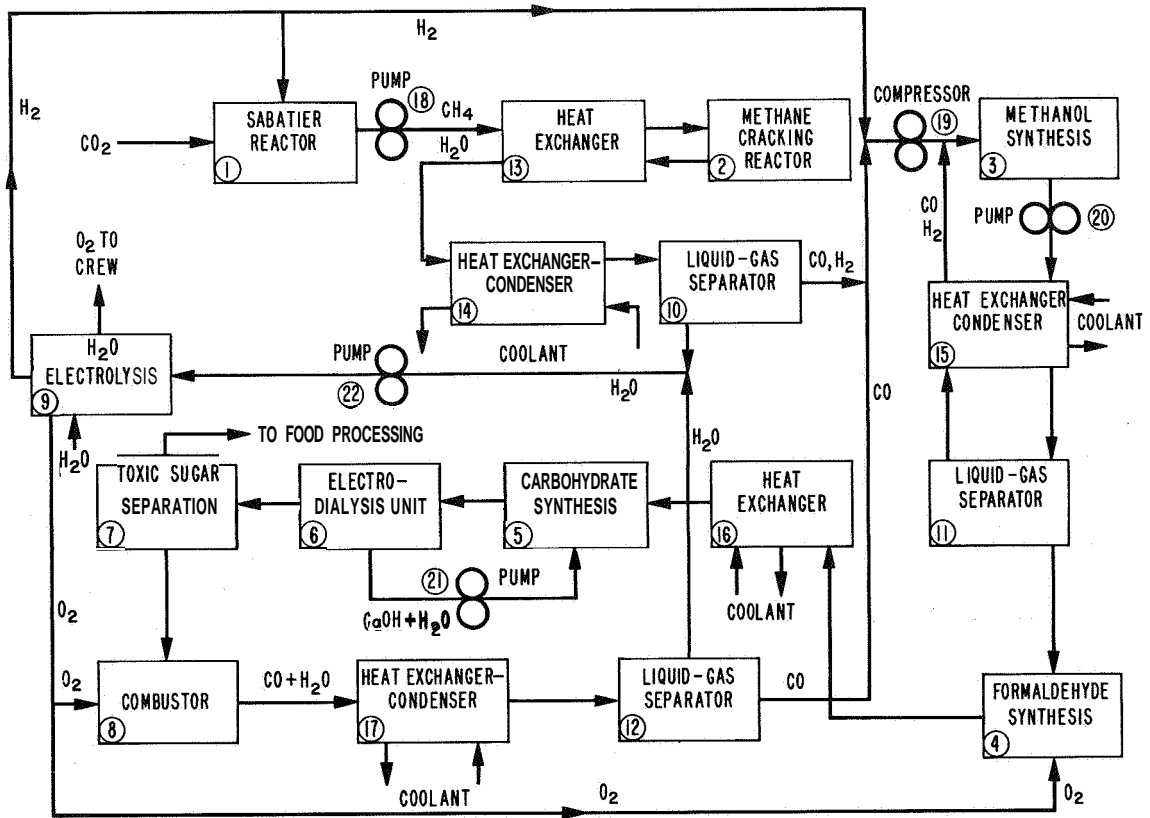 H2
H2
PUMP
18
CH4
H2O
CO2
SABATIER
REACTOR
1
HEAT
EXCHANGER
13
METHANE
CRACKING
REACTOR
2
COMPRESSOR
19
METHANOL
SYNTHESIS
3
CO
H2
PUMP
20
O2 TO
CREW
HEAT EXCHANGER-
CONDENSER
14
LIQUID-GAS
SEPARATOR
10
CO, H2
HEAT EXCHANGER
CONDENSER
15
COOLANT
H2O
ELECTROLYSIS
9
PUMP
22
COOLANT
H2O
CO
H2O
TO FOOD PROCESSING
H2O
TOXIC SUGAR
SEPARATION
7
ELECTRO-
DIALYSIS UNIT
6
CARBOHYDRATE
SYNTHESIS
5
HEAT
EXCHANGER
16
LIQUID-GAS
SEPARATOR
11
21
PUMP
CaOH+H2O
COOLANT
O2
O2
COMBUSTOR
8
CO+H2O
HEAT EXCHANGER-
CONDENSER
17
LIQUID-GAS
SEPARATOR
12
CO
FORMALDEHYDE
SYNTHESIS
4
COOLANT
O2
O2